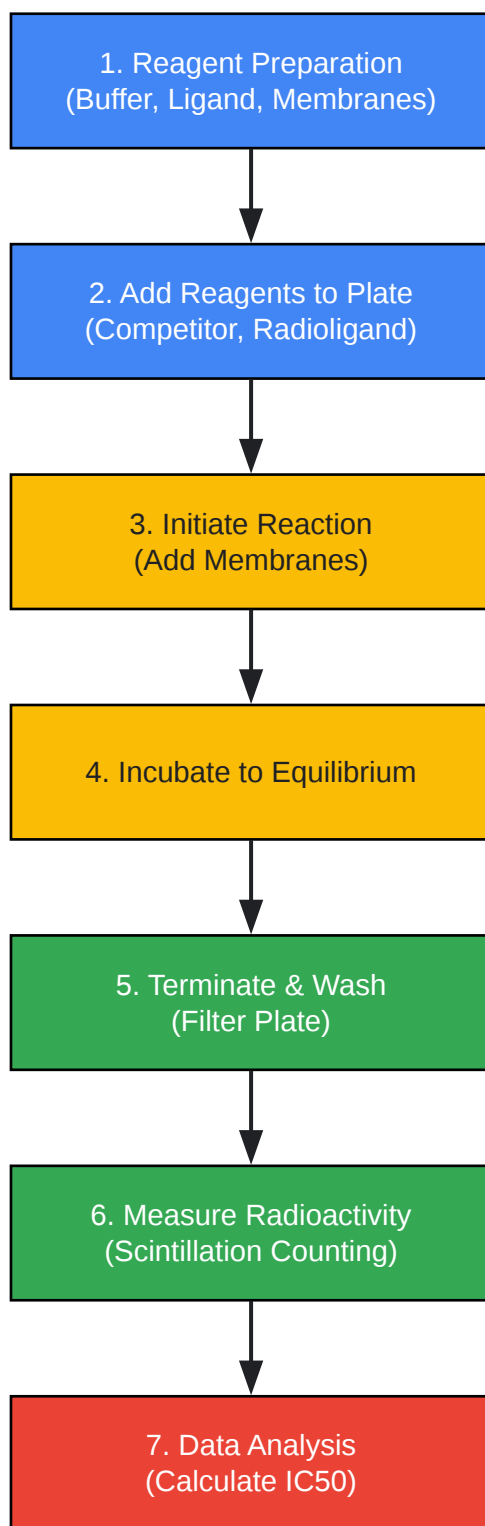 1. Reagent Preparation
(Buffer, Ligand, Membranes)
2. Add Reagents to Plate
(Competitor, Radioligand)
3. Initiate Reaction
(Add Membranes)
4. Incubate to Equilibrium
5. Terminate & Wash
(Filter Plate)
6. Measure Radioactivity
(Scintillation Counting)
7. Data Analysis
(Calculate IC50)